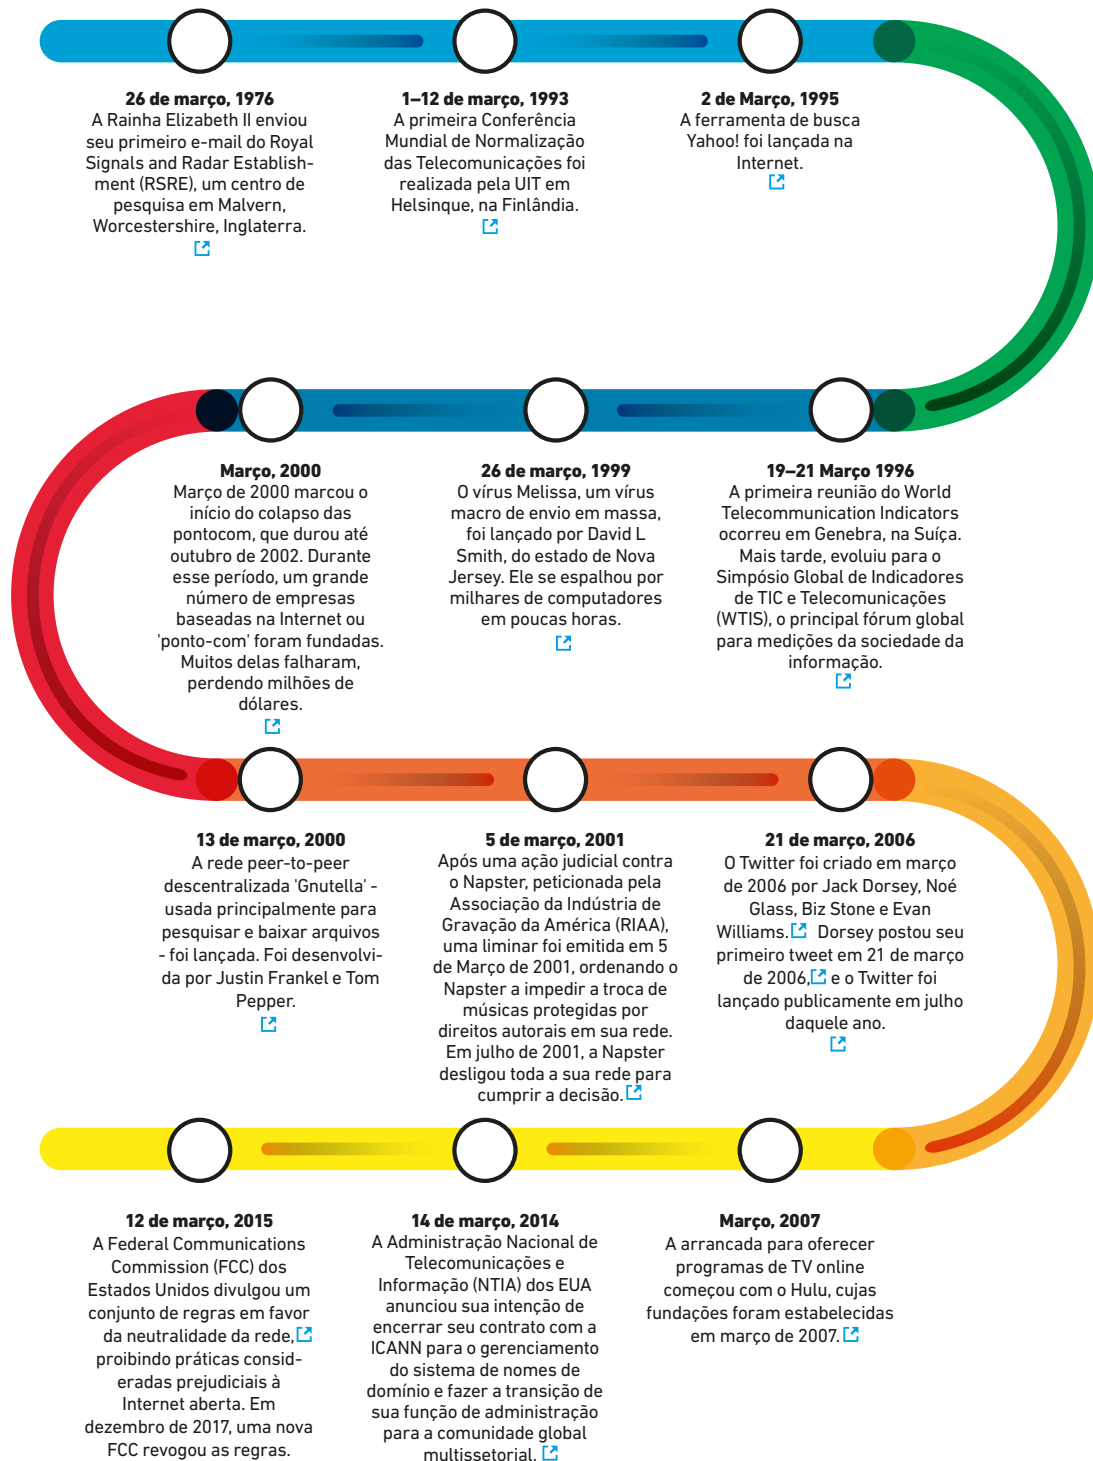 26 de março, 1976
A Rainha Elizabeth II enviou
seu primeiro e-mail do Royal
Signals and Radar Establish-
ment (RSRE), um centro de
pesquisa em Malvern,
Worcestershire, Inglaterra.
1–12 de março, 1993
A primeira Conferência
Mundial de Normalização
das Telecomunicações foi
realizada pela UIT em
Helsinque, na Finlândia.
2 de Março, 1995
A ferramenta de busca
Yahoo! foi lançada na
Internet.
Março, 2000
Março de 2000 marcou o
início do colapso das
pontocom, que durou até
outubro de 2002. Durante
esse período, um grande
número de empresas
baseadas na Internet ou
'ponto-com' foram fundadas.
Muitos delas falharam,
perdendo milhões de
dólares.
26 de março, 1999
O vírus Melissa, um vírus
macro de envio em massa,
foi lançado por David L
Smith, do estado de Nova
Jersey. Ele se espalhou por
milhares de computadores
em poucas horas.
19–21 Março 1996
A primeira reunião do World
Telecommunication Indicators
ocorreu em Genebra, na Suíça.
Mais tarde, evoluiu para o
Simpósio Global de Indicadores
de TIC e Telecomunicações
(WTIS), o principal fórum global
para medições da sociedade da
informação.
13 de março, 2000
A rede peer-to-peer
descentralizada 'Gnutella' -
usada principalmente para
pesquisar e baixar arquivos
- foi lançada. Foi desenvolvi-
da por Justin Frankel e Tom
Pepper.
5 de março, 2001
Após uma ação judicial contra
o Napster, peticionada pela
Associação da Indústria de
Gravação da América (RIAA),
uma liminar foi emitida em 5
de Março de 2001, ordenando o
Napster a impedir a troca de
músicas protegidas por
direitos autorais em sua rede.
Em julho de 2001, a Napster
desligou toda a sua rede para
cumprir a decisão.
21 de março, 2006
O Twitter foi criado em março
de 2006 por Jack Dorsey, Noé
Glass, Biz Stone e Evan
Williams. Dorsey postou seu
primeiro tweet em 21 de março
de 2006, e o Twitter foi
lançado publicamente em julho
daquele ano.
12 de março, 2015
A Federal Communications
Commission (FCC) dos
Estados Unidos divulgou um
conjunto de regras em favor
da neutralidade da rede,
proibindo práticas consid-
eradas prejudiciais à
Internet aberta. Em
dezembro de 2017, uma nova
FCC revogou as regras.
14 de março, 2014
A Administração Nacional de
Telecomunicações e
Informação (NTIA) dos EUA
anunciou sua intenção de
encerrar seu contrato com a
ICANN para o gerenciamento
do sistema de nomes de
domínio e fazer a transição de
sua função de administração
para a comunidade global
multissetorial.
Março, 2007
A arrancada para oferecer
programas de TV online
começou com o Hulu, cujas
fundações foram estabelecidas
em março de 2007.